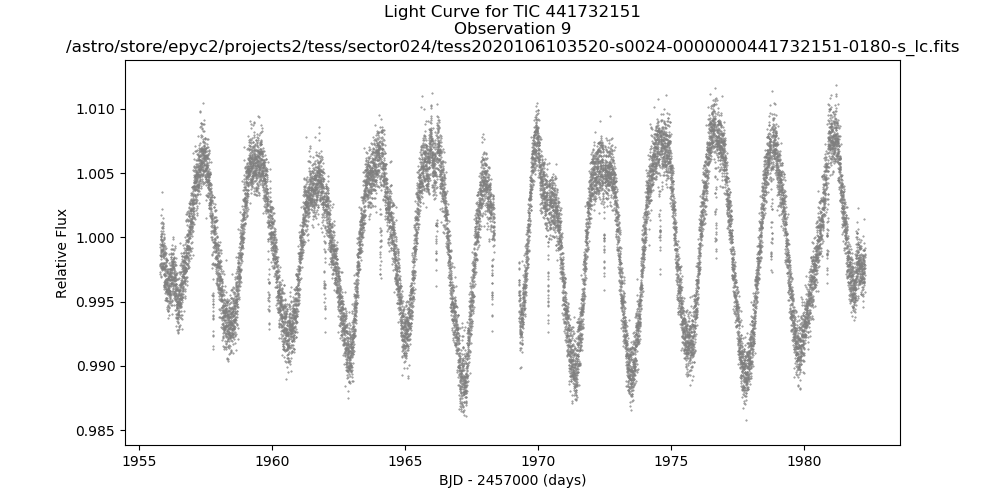 Light Curve for TIC 441732151
Observation 9
/astro/store/epyc2/projects2/tess/sector024/tess2020106103520-s0024-0000000441732151-0180-s_lc.fits
1.010
1.005
1.000
0.995
0.990
0.985
Relative Flux
1955
1960
1965
1970
1975
1980
BJD - 2457000 (days)